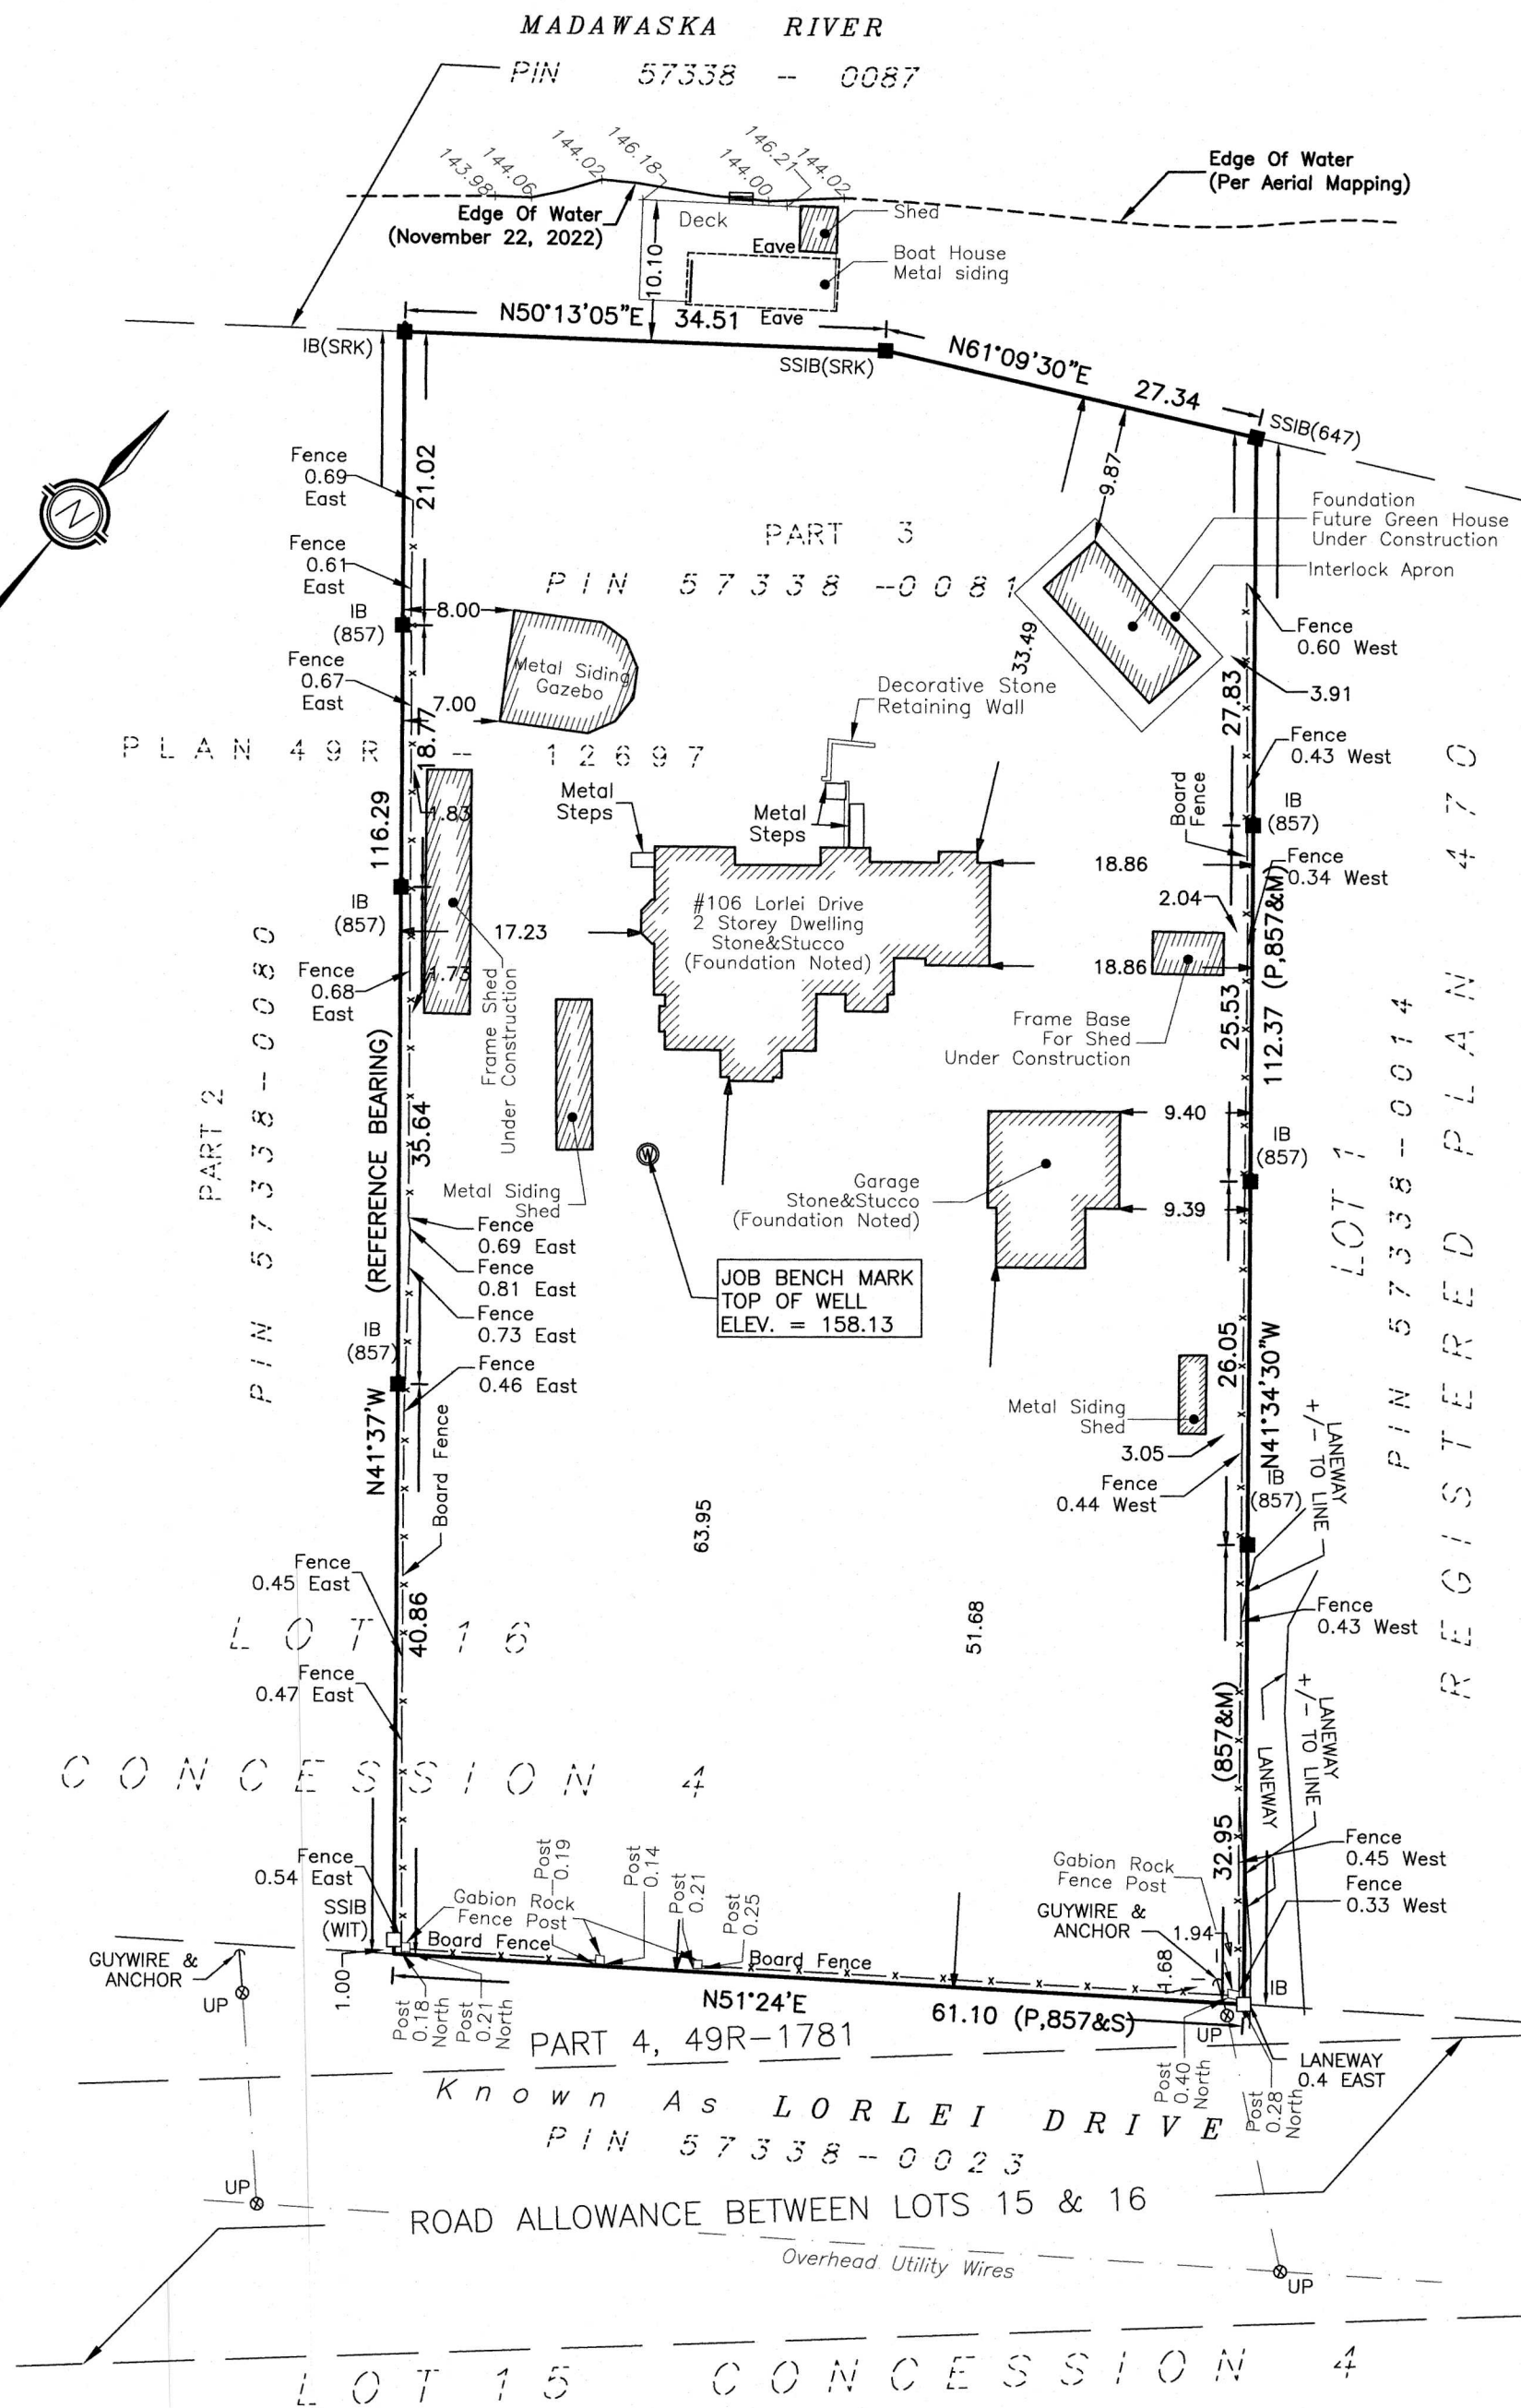 MADAWASKA RIVER
PIN 57338 -- 0087
143.98
144.06
144.02
146.18
144.00
146.21
144.02
Edge Of Water
(Per Aerial Mapping)
Edge Of Water
(November 22, 2022)
Deck
Shed
Eave
Boat House
Metal siding
10.10
Eave
N50°13'05"E 34.51
IB(SRK)
SSIB(SRK)
N61°09'30"E 27.34
SSIB(647)
N
Fence
0.69
East
21.02
9.87
Foundation
Future Green House
Under Construction
Interlock Apron
PART 3
PIN 57338 -0081
Fence
0.61
East
IB
(857)
8.00
Metal Siding
Gazebo
33.49
Fence
0.60 West
Fence
0.67
East
7.00
18.77
Decorative Stone
Retaining Wall
27.83
3.91
PLAN 49R -- 12697
Fence
0.43 West
Metal
Steps
Metal
Steps
Board
Fence
IB
(857)
116.29
1.83
18.86
Fence
0.34 West
2.04
IB
(857)
17.23
#106 Lorlei Drive
2 Storey Dwelling
Stone&Stucco
(Foundation Noted)
18.86
Fence
0.68
East
1.73
Frame Shed
Under Construction
Frame Base
For Shed
Under Construction
25.53
112.37 (P,857&M)
PART 2
PIN 57338-0080
(REFERENCE BEARING)
35.64
9.40
IB
(857)
Metal Siding
Shed
Garage
Stone&Stucco
(Foundation Noted)
9.39
W
Fence
0.69 East
Fence
0.81 East
Fence
0.73 East
JOB BENCH MARK
TOP OF WELL
ELEV. = 158.13
LOT 1
PIN 57338-0014
REGISTERED PLAN 470
IB
(857)
Fence
0.46 East
26.05
N41°34'30"W
Metal Siding
Shed
3.05
N41°37'W
Board Fence
Fence
0.44 West
IB
(857)
LANEWAY
+/- TO LINE
63.95
Fence
0.45 East
40.86
51.68
Fence
0.43 West
LOT 16
Fence
0.47 East
32.95 (857&M)
LANEWAY
LANEWAY
+/- TO LINE
CONCESSION 4
Fence
0.54 East
SSIB
(WIT)
Gabion Rock
Fence Post
Post
0.19
Post
0.14
Post
0.21
Post
0.25
Board Fence
Board Fence
Gabion Rock
Fence Post
GUYWIRE &
ANCHOR
1.94
1.68
Fence
0.45 West
Fence
0.33 West
IB
GUYWIRE &
ANCHOR
UP
1.00
Post
0.18
North
Post
0.21
North
N51°24'E 61.10 (P,857&S)
UP
Post
0.40
North
Post
0.28
North
LANEWAY
0.4 EAST
PART 4, 49R-1781
Known As LORLEI DRIVE
PIN 57338--0023
UP
ROAD ALLOWANCE BETWEEN LOTS 15 & 16
Overhead Utility Wires
UP
LOT 15 CONCESSION 4